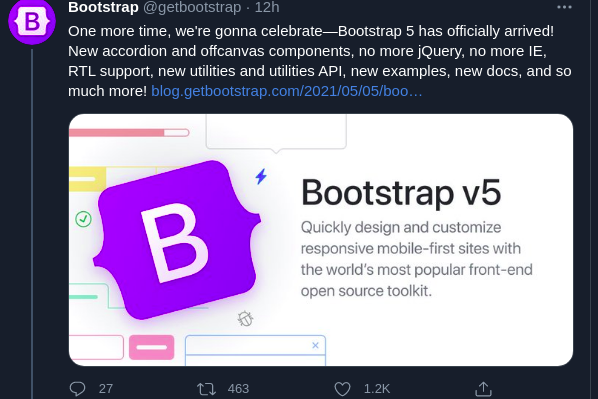 Bootstrap @getbootstrap · 12h
One more time, we're gonna celebrate—Bootstrap 5 has officially arrived!
New accordion and offcanvas components, no more jQuery, no more IE,
RTL support, new utilities and utilities API, new examples, new docs, and so
much more! blog.getbootstrap.com/2021/05/05/boo…
B
Bootstrap v5
Quickly design and customize
responsive mobile-first sites with
the world's most popular front-end
open source toolkit.
B
27 463 1.2K